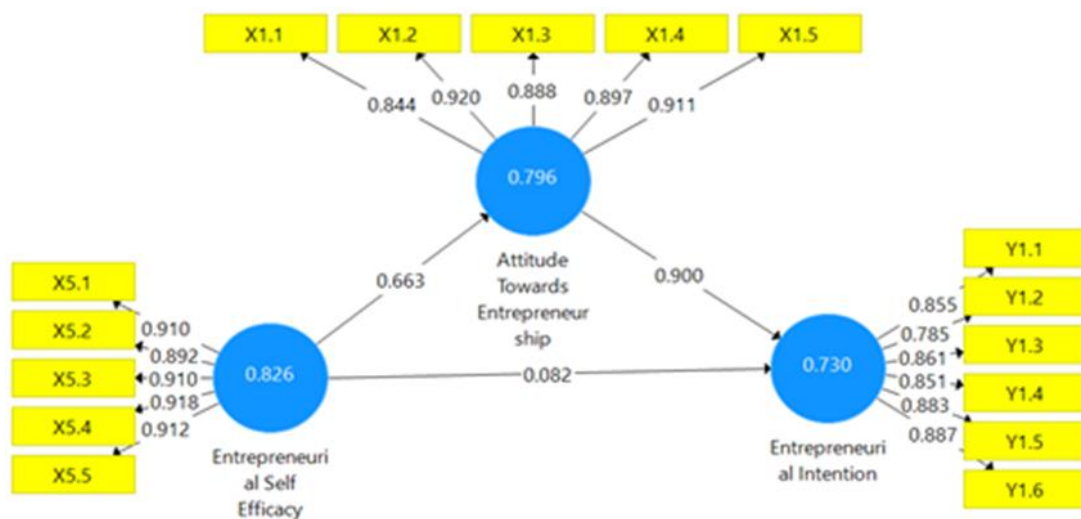 X1.1
X1.2
X1.3
X1.4
X1.5
0.844
0.920
0.888
0.897
0.911
0.796
Attitude
Towards
Entrepreneur
ship
0.663
0.900
X5.1
X5.2
X5.3
X5.4
X5.5
0.910
0.892
0.910
0.918
0.912
0.826
Entrepreneuri
al Self
Efficacy
0.082
0.730
Entrepreneuri
al Intention
0.855
0.785
0.861
0.851
0.883
0.887
Y1.1
Y1.2
Y1.3
Y1.4
Y1.5
Y1.6